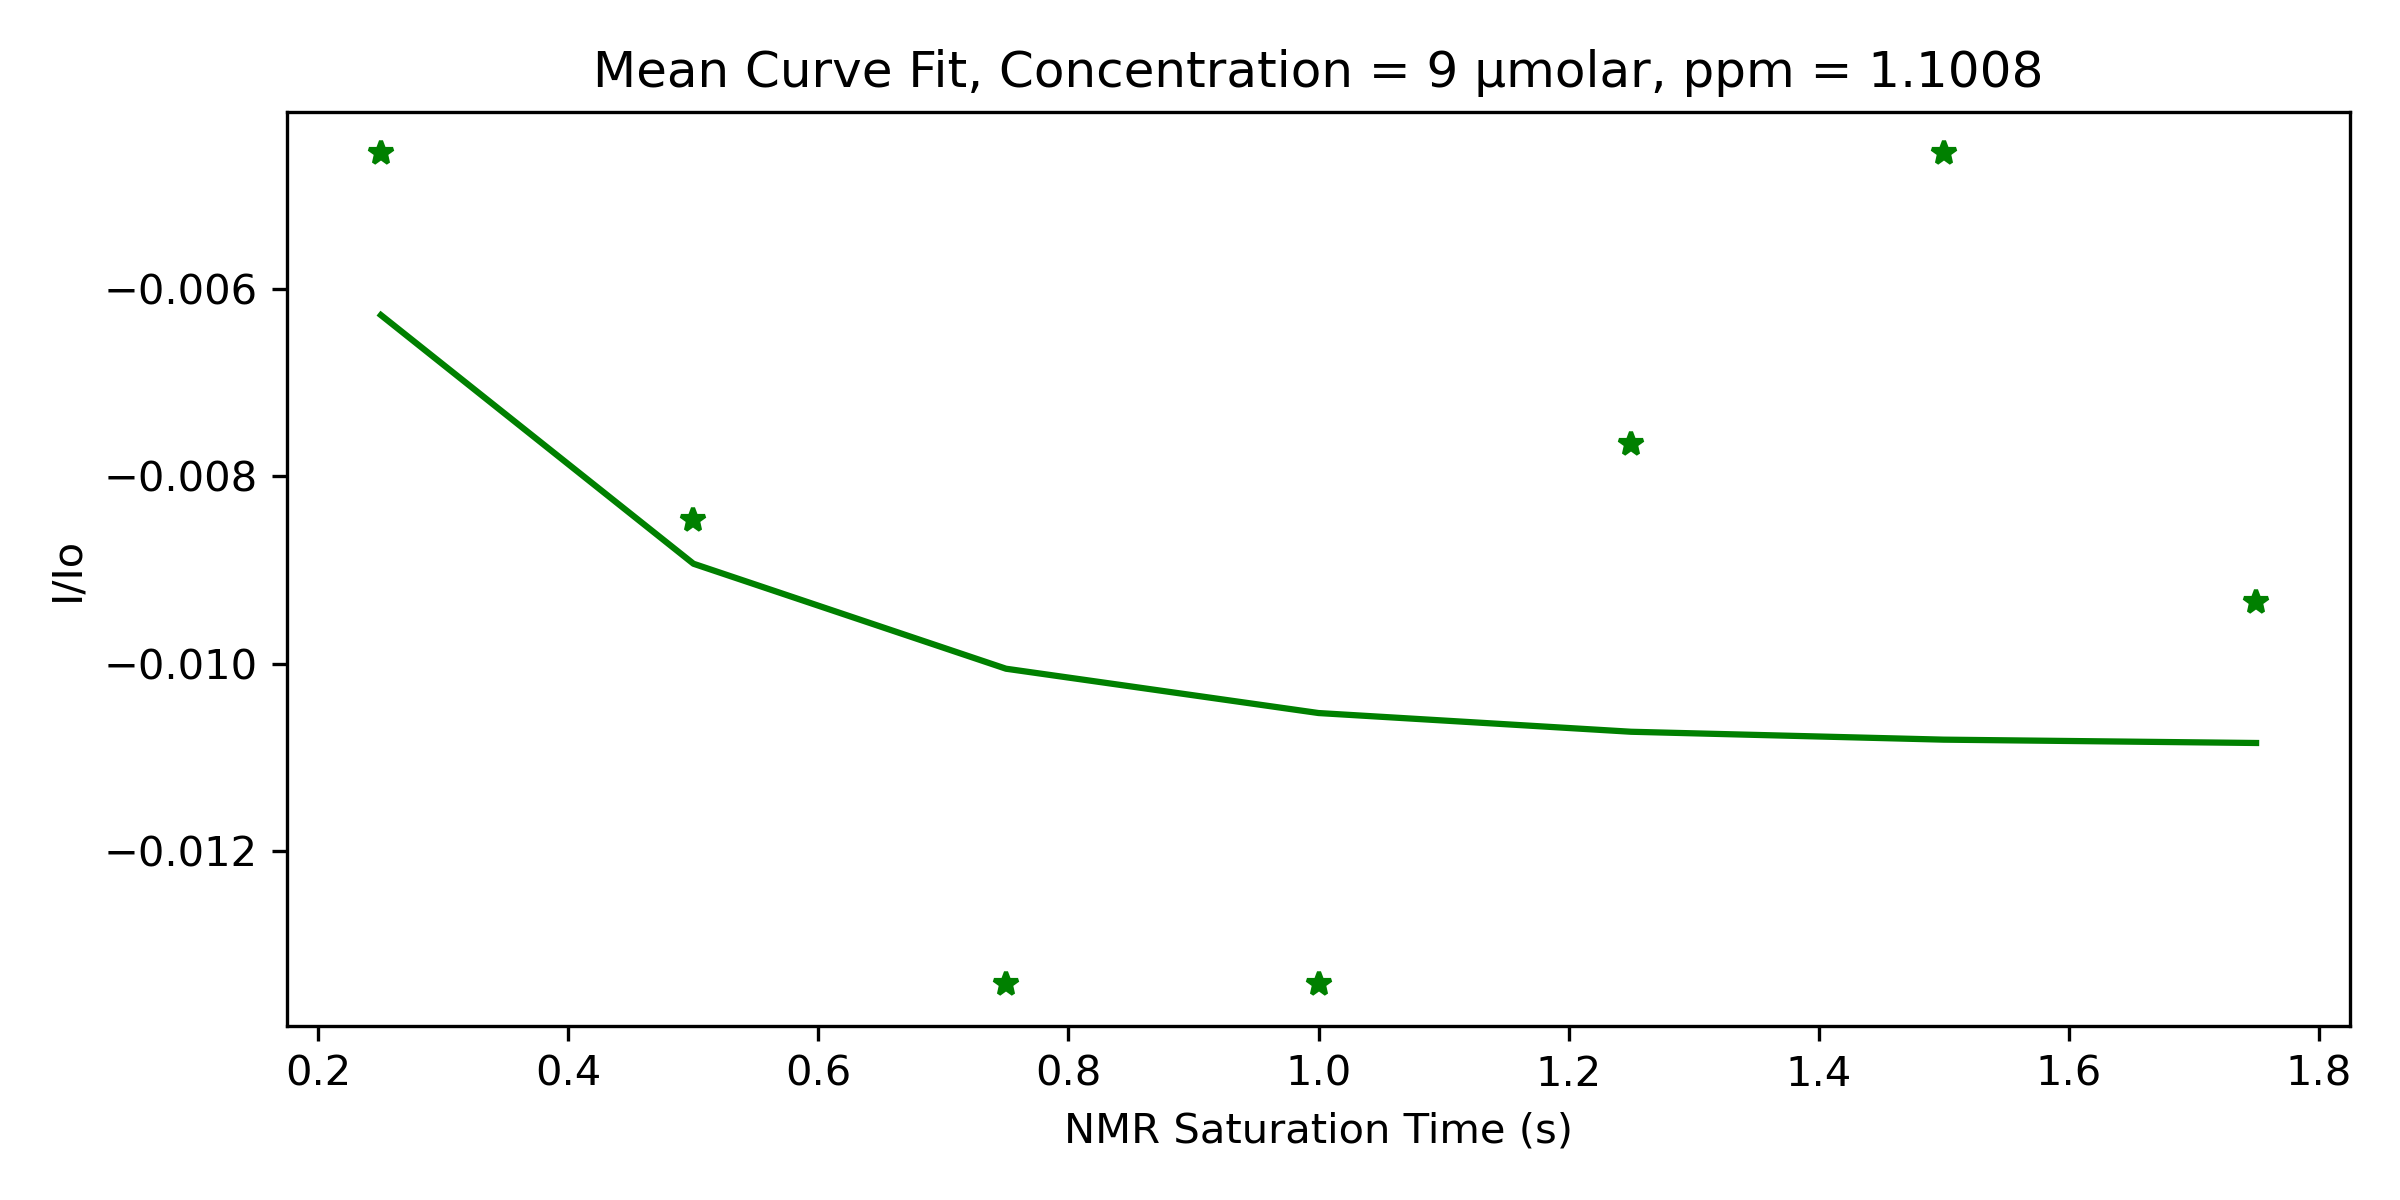 Mean Curve Fit, Concentration = 9 µmolar, ppm = 1.1008
−0.006
−0.008
−0.010
−0.012
I/Io
0.2 0.4 0.6 0.8 1.0 1.2 1.4 1.6 1.8
NMR Saturation Time (s)